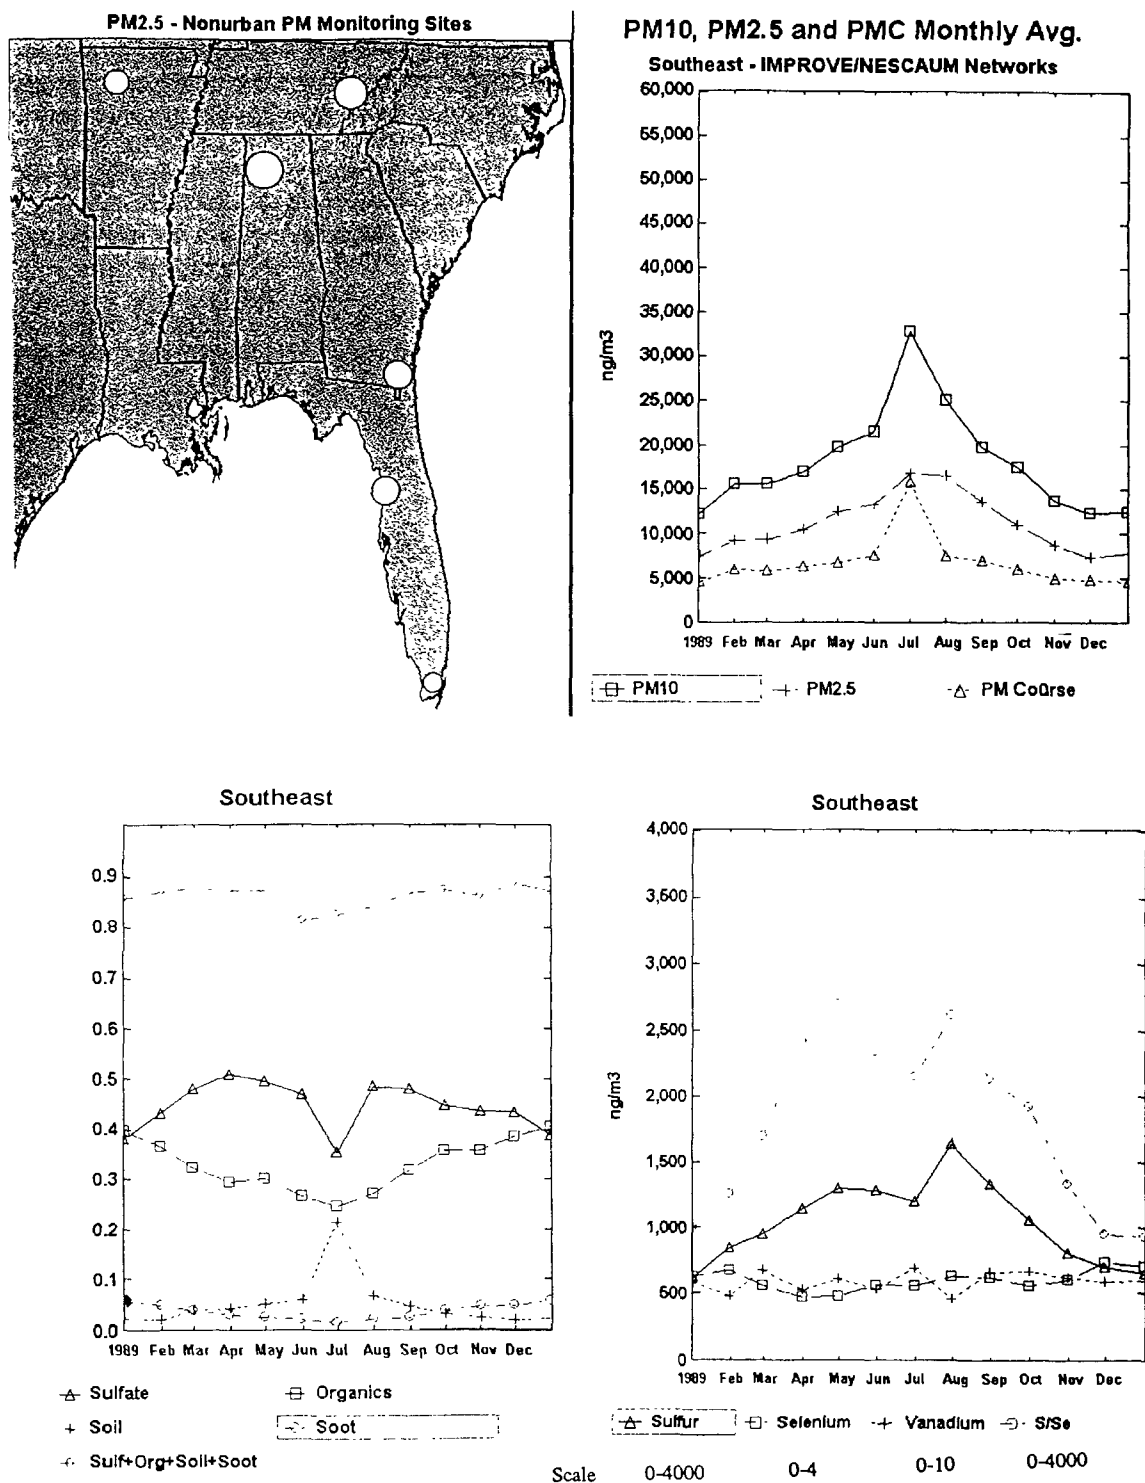 PM2.5 - Nonurban PM Monitoring Sites
PM10, PM2.5 and PMC Monthly Avg.
Southeast - IMPROVE/NESCAUM Networks
60,000
55,000
50,000
45,000
40,000
35,000
30,000
25,000
20,000
15,000
10,000
5,000
0
ng/m3
1989 Feb Mar Apr May Jun Jul Aug Sep Oct Nov Dec
PM10 PM2.5 PM Course
Southeast
0.9
0.8
0.7
0.6
0.5
0.4
0.3
0.2
0.1
0.0
1989 Feb Mar Apr May Jun Jul Aug Sep Oct Nov Dec
Sulfate Organics
Soil Soot
Sulf+Org+Soil+Soot
Southeast
4,000
3,500
3,000
2,500
2,000
1,500
1,000
500
0
ng/m3
1989 Feb Mar Apr May Jun Jul Aug Sep Oct Nov Dec
Sulfur Selenium Vanadium S/Se
Scale 0-4000 0-4 0-10 0-4000